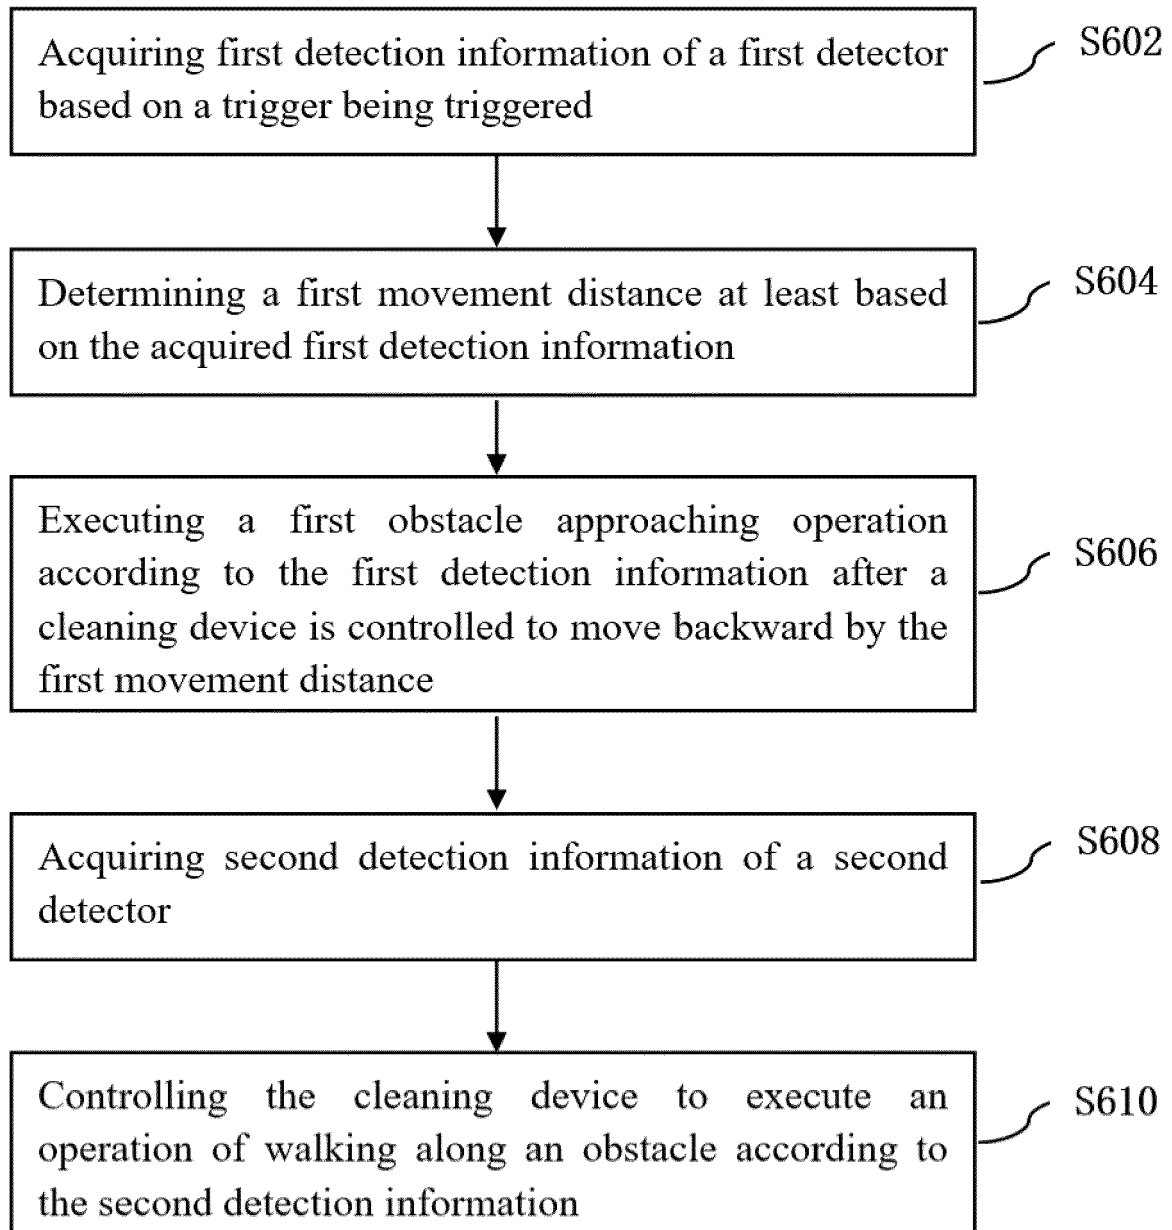 Acquiring first detection information of a first detector
based on a trigger being triggered
S602
Determining a first movement distance at least based
on the acquired first detection information
S604
Executing a first obstacle approaching operation
according to the first detection information after a
cleaning device is controlled to move backward by the
first movement distance
S606
Acquiring second detection information of a second
detector
S608
Controlling the cleaning device to execute an
operation of walking along an obstacle according to
the second detection information
S610